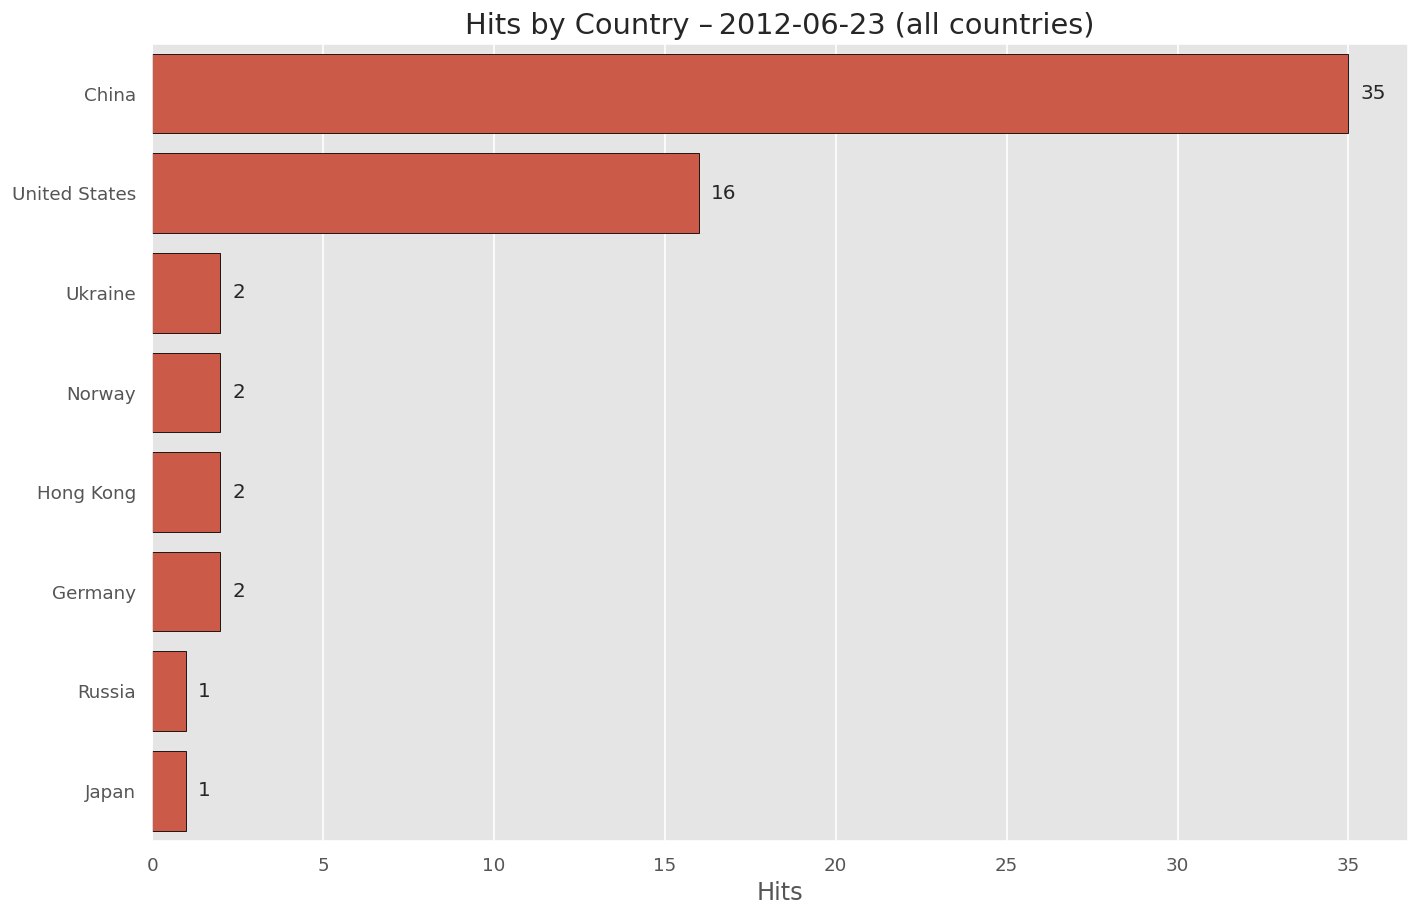 Hits by Country – 2012-06-23 (all countries)
China 35
United States 16
Ukraine 2
Norway 2
Hong Kong 2
Germany 2
Russia 1
Japan 1
0 5 10 15 20 25 30 35
Hits